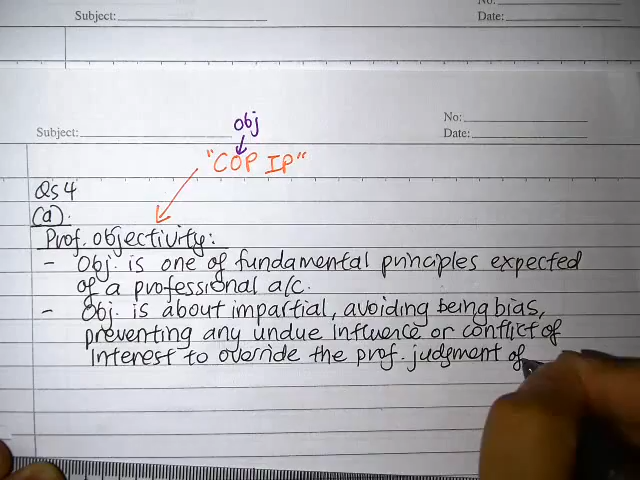 No:
Subject:
Date:
obj
No:
Subject:
Date:
"COP IP"
Qs 4
(a).
Prof. objectivity:
- Obj. is one of fundamental principles expected
of a professional a/c.
- Obj. is about impartial, avoiding being bias,
preventing any undue influence or conflict of
interest to override the prof. judgment of